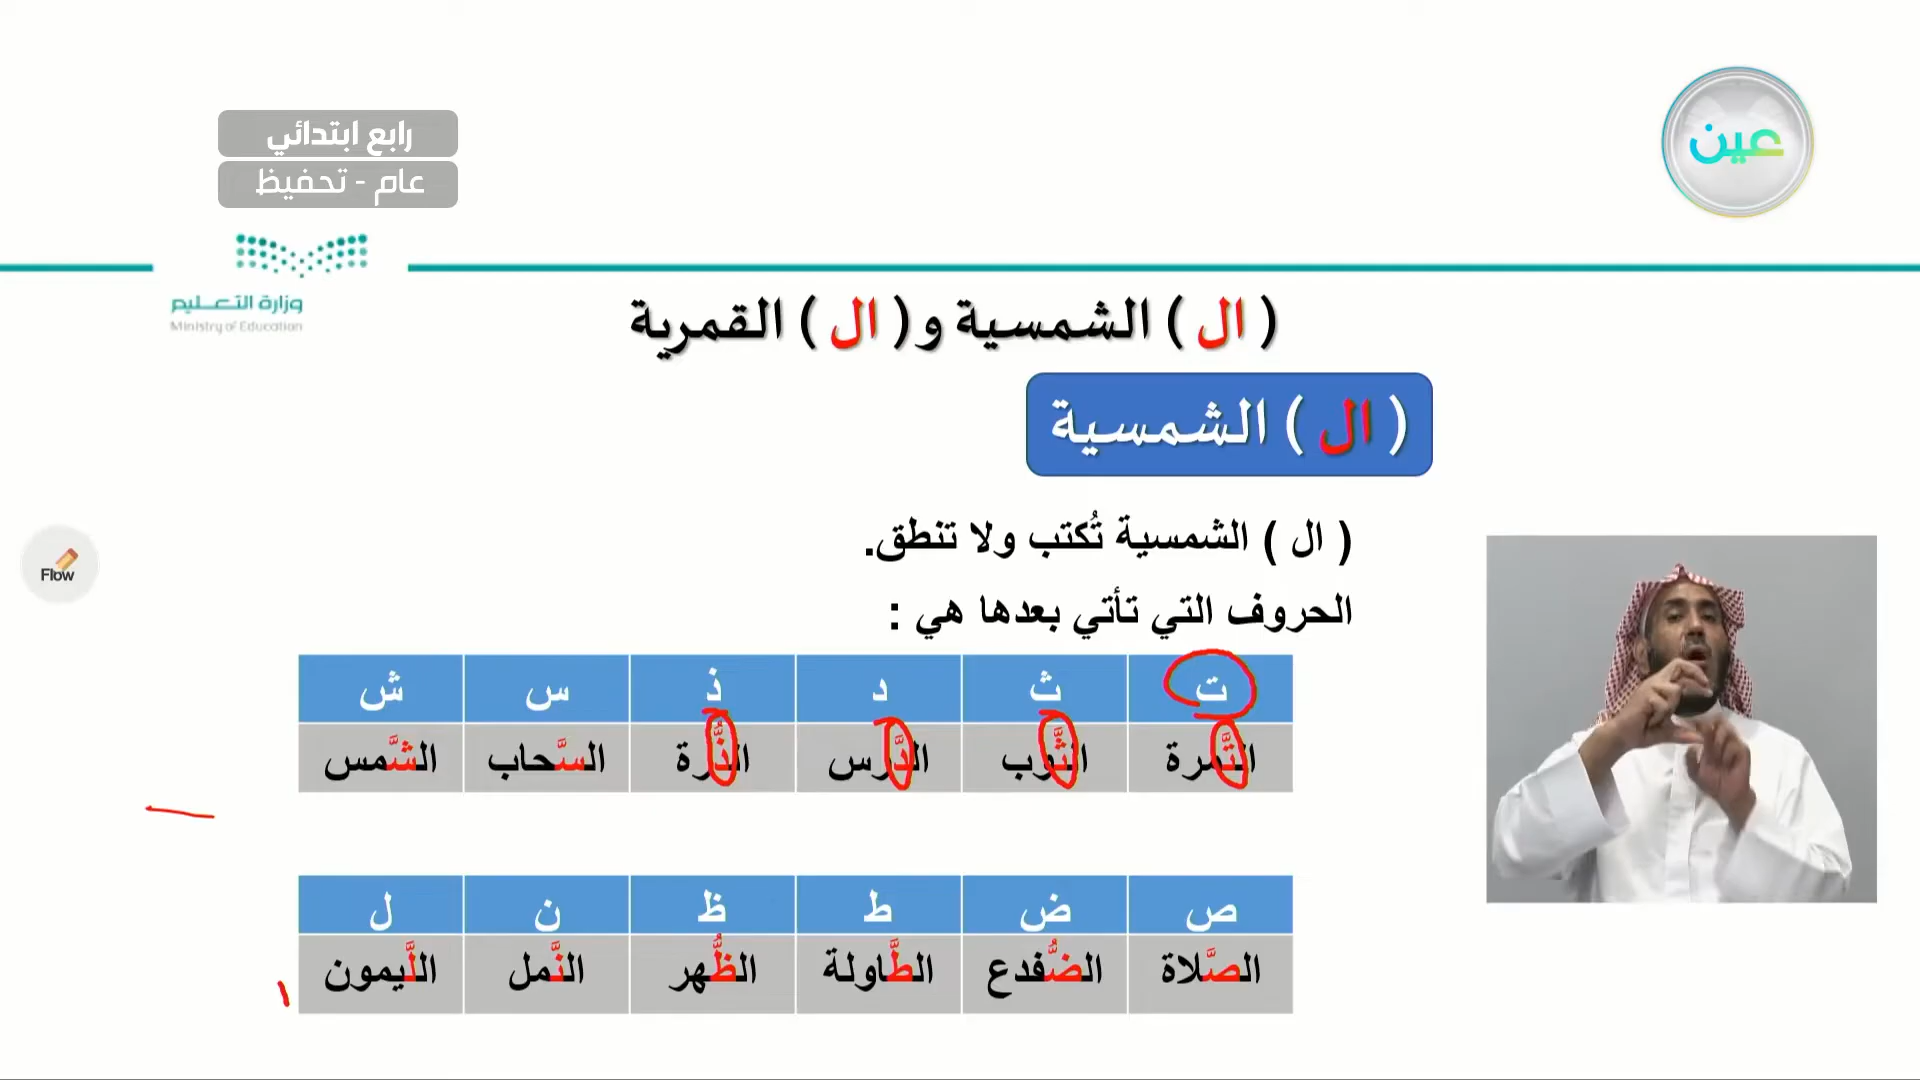 رابع ابتدائي
عام - تحفيظ
عين
وزارة التعليم
Ministry of Education
( ال ) الشمسية و ( ال ) القمرية
( ال ) الشمسية
( ال ) الشمسية تُكتب ولا تنطق.
الحروف التي تأتي بعدها هي :
Flow
ت ث د ذ س ش
التَّمرة الثَّوب الدَّرس الذُّرة السَّحاب الشَّمس
ص ض ط ظ ن ل
الصَّلاة الضُّفدع الطَّاولة الظُّهر النَّمل اللَّيمون